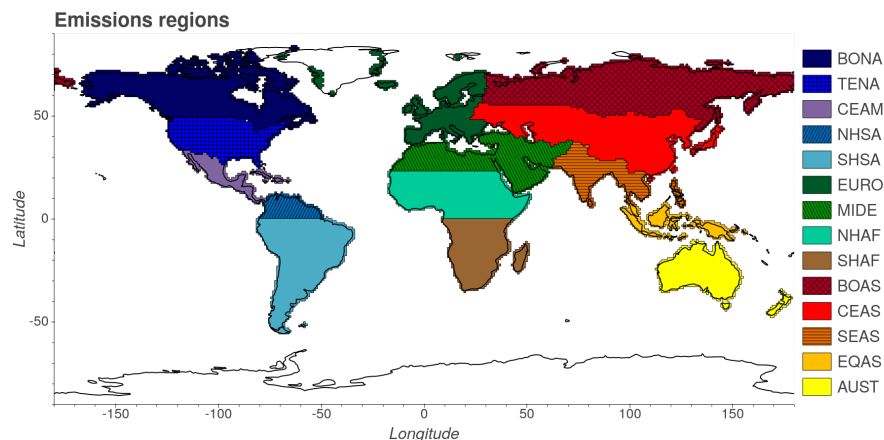 Emissions regions
BONA
TENA
CEAM
NHSA
SHSA
EURO
MIDE
NHAF
SHAF
BOAS
CEAS
SEAS
EQAS
AUST
50
0
-50
Latitude
-150
-100
-50
0
50
100
150
Longitude